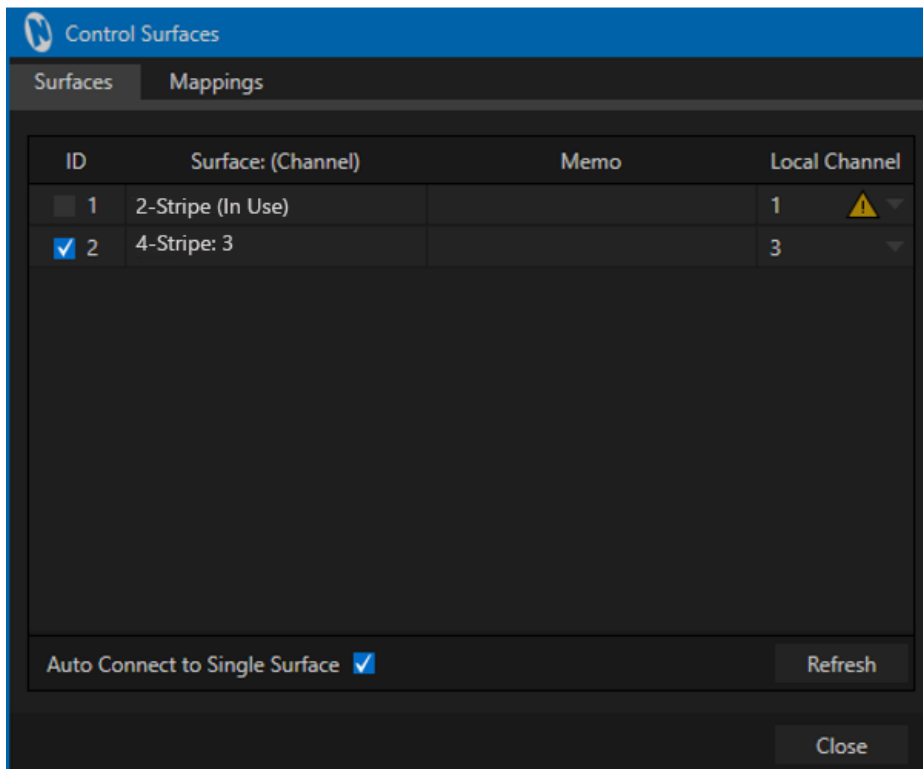 Control Surfaces
Surfaces Mappings
ID Surface: (Channel) Memo Local Channel
1 2-Stripe (In Use) 1
2 4-Stripe: 3 3
Auto Connect to Single Surface Refresh
Close